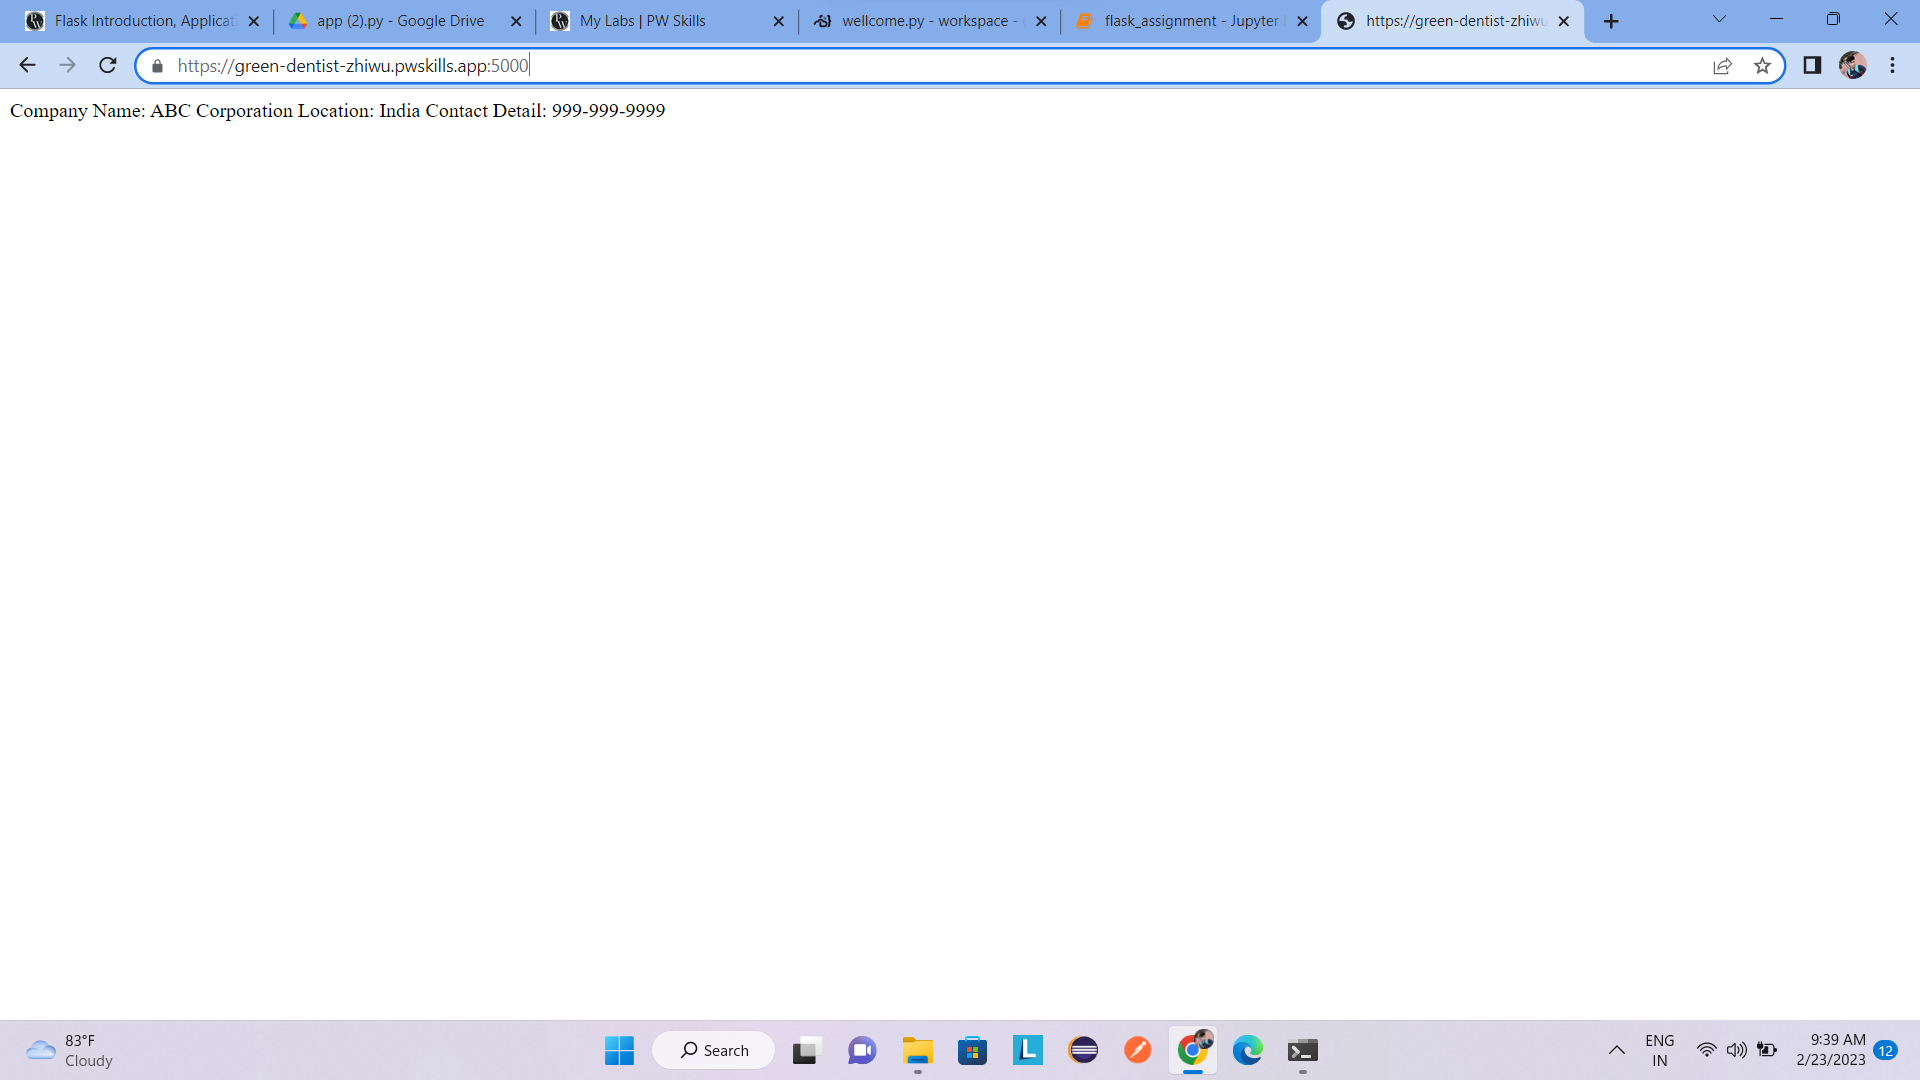 Flask Introduction, Applicat
app (2).py - Google Drive
My Labs | PW Skills
wellcome.py - workspace -
flask_assignment - Jupyter
https://green-dentist-zhiwu
https://green-dentist-zhiwu.pwskills.app:5000
Company Name: ABC Corporation Location: India Contact Detail: 999-999-9999
83°F
Cloudy
Search
ENG
IN
9:39 AM
2/23/2023
12